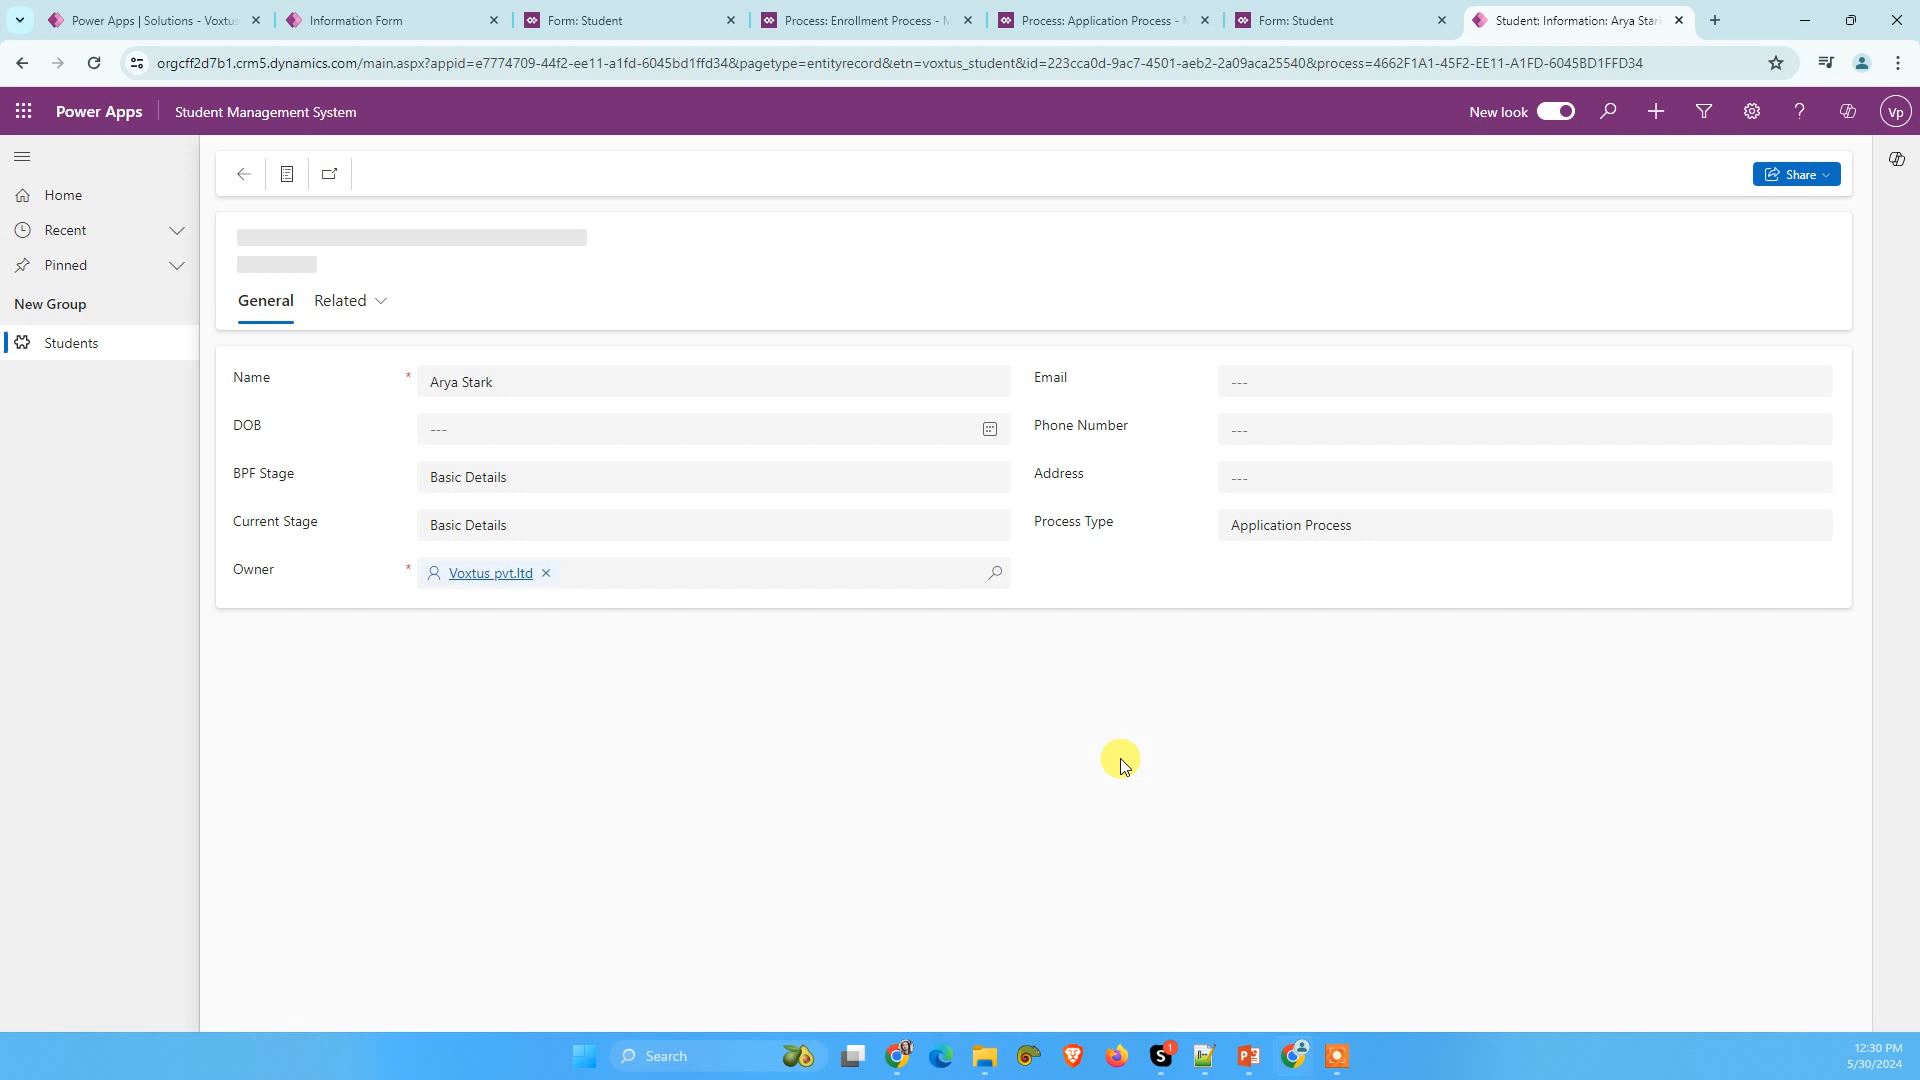 Power Apps | Solutions - Voxtus
Information Form
Form: Student
Process: Enrollment Process - M
Process: Application Process - M
Form: Student
Student: Information: Arya Stark
orgcff2d7b1.crm5.dynamics.com/main.aspx?appid=e7774709-44f2-ee11-a1fd-6045bd1ffd34&pagetype=entityrecord&etn=voxtus_student&id=223cca0d-9ac7-4501-aeb2-2a09aca25540&process=4662F1A1-45F2-EE11-A1FD-6045BD1FFD34
Power Apps
Student Management System
New look
Vp
Share
Home
Recent
Pinned
New Group
Students
General
Related
Name
*
Arya Stark
Email
---
DOB
---
Phone Number
---
BPF Stage
Basic Details
Address
---
Current Stage
Basic Details
Process Type
Application Process
Owner
*
Voxtus pvt.ltd
Search
1
12:30 PM
5/30/2024